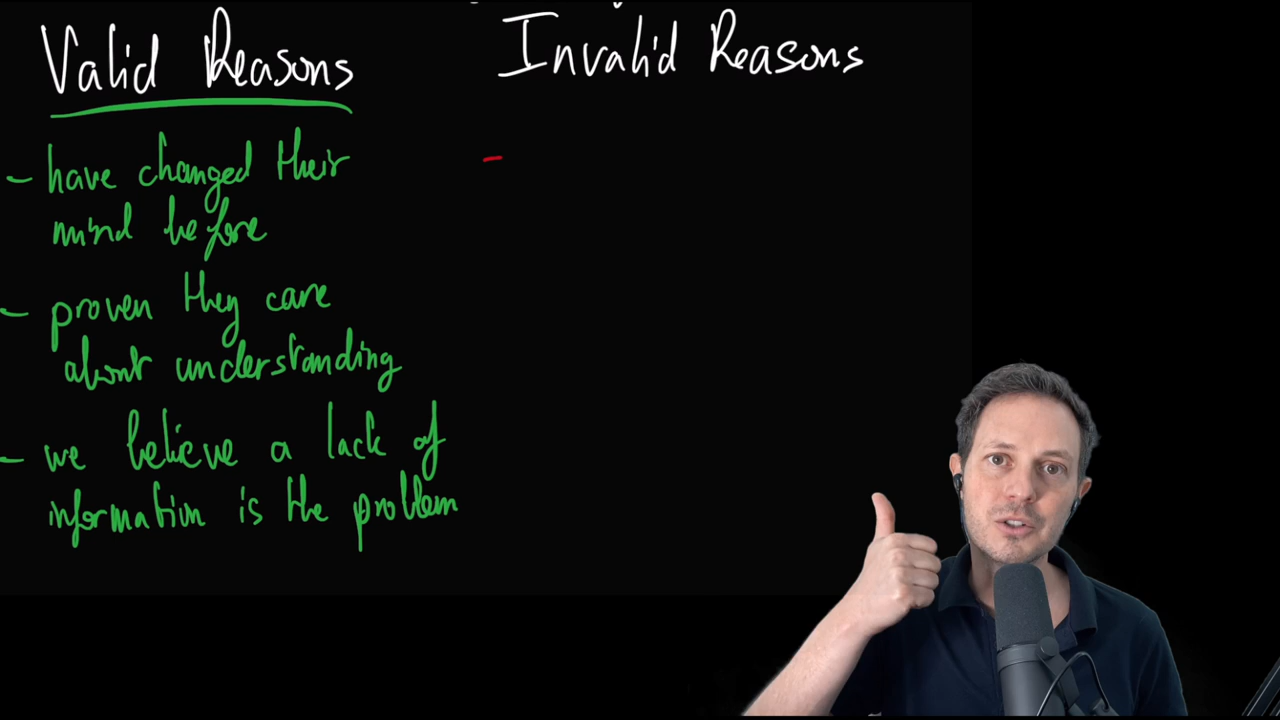 Valid Reasons
- have changed their
mind before
- proven they care
about understanding
- we believe a lack of
information is the problem
Invalid Reasons
-